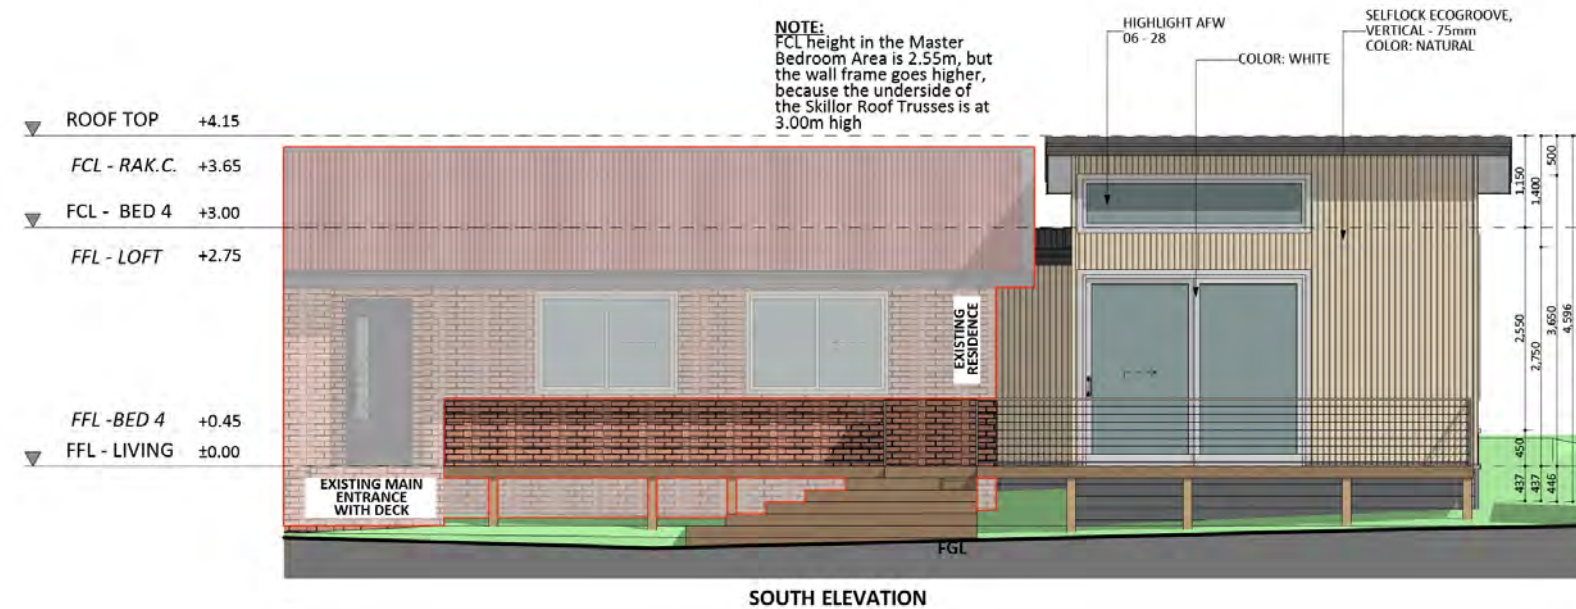 NOTE:
FCL height in the Master
Bedroom Area is 2.55m, but
the wall frame goes higher,
because the underside of
the Skillor Roof Trusses is at
3.00m high
HIGHLIGHT AFW
06 - 28
COLOR: WHITE
SELFLOCK ECOGROOVE,
VERTICAL - 75mm
COLOR: NATURAL
ROOF TOP +4.15
FCL - RAK.C. +3.65
FCL - BED 4 +3.00
FFL - LOFT +2.75
FFL -BED 4 +0.45
FFL - LIVING ±0.00
EXISTING
RESIDENCE
EXISTING MAIN
ENTRANCE
WITH DECK
1,150
2,550
450
437
1,400
2,750
437
500
3,650
446
4,596
FGL
SOUTH ELEVATION